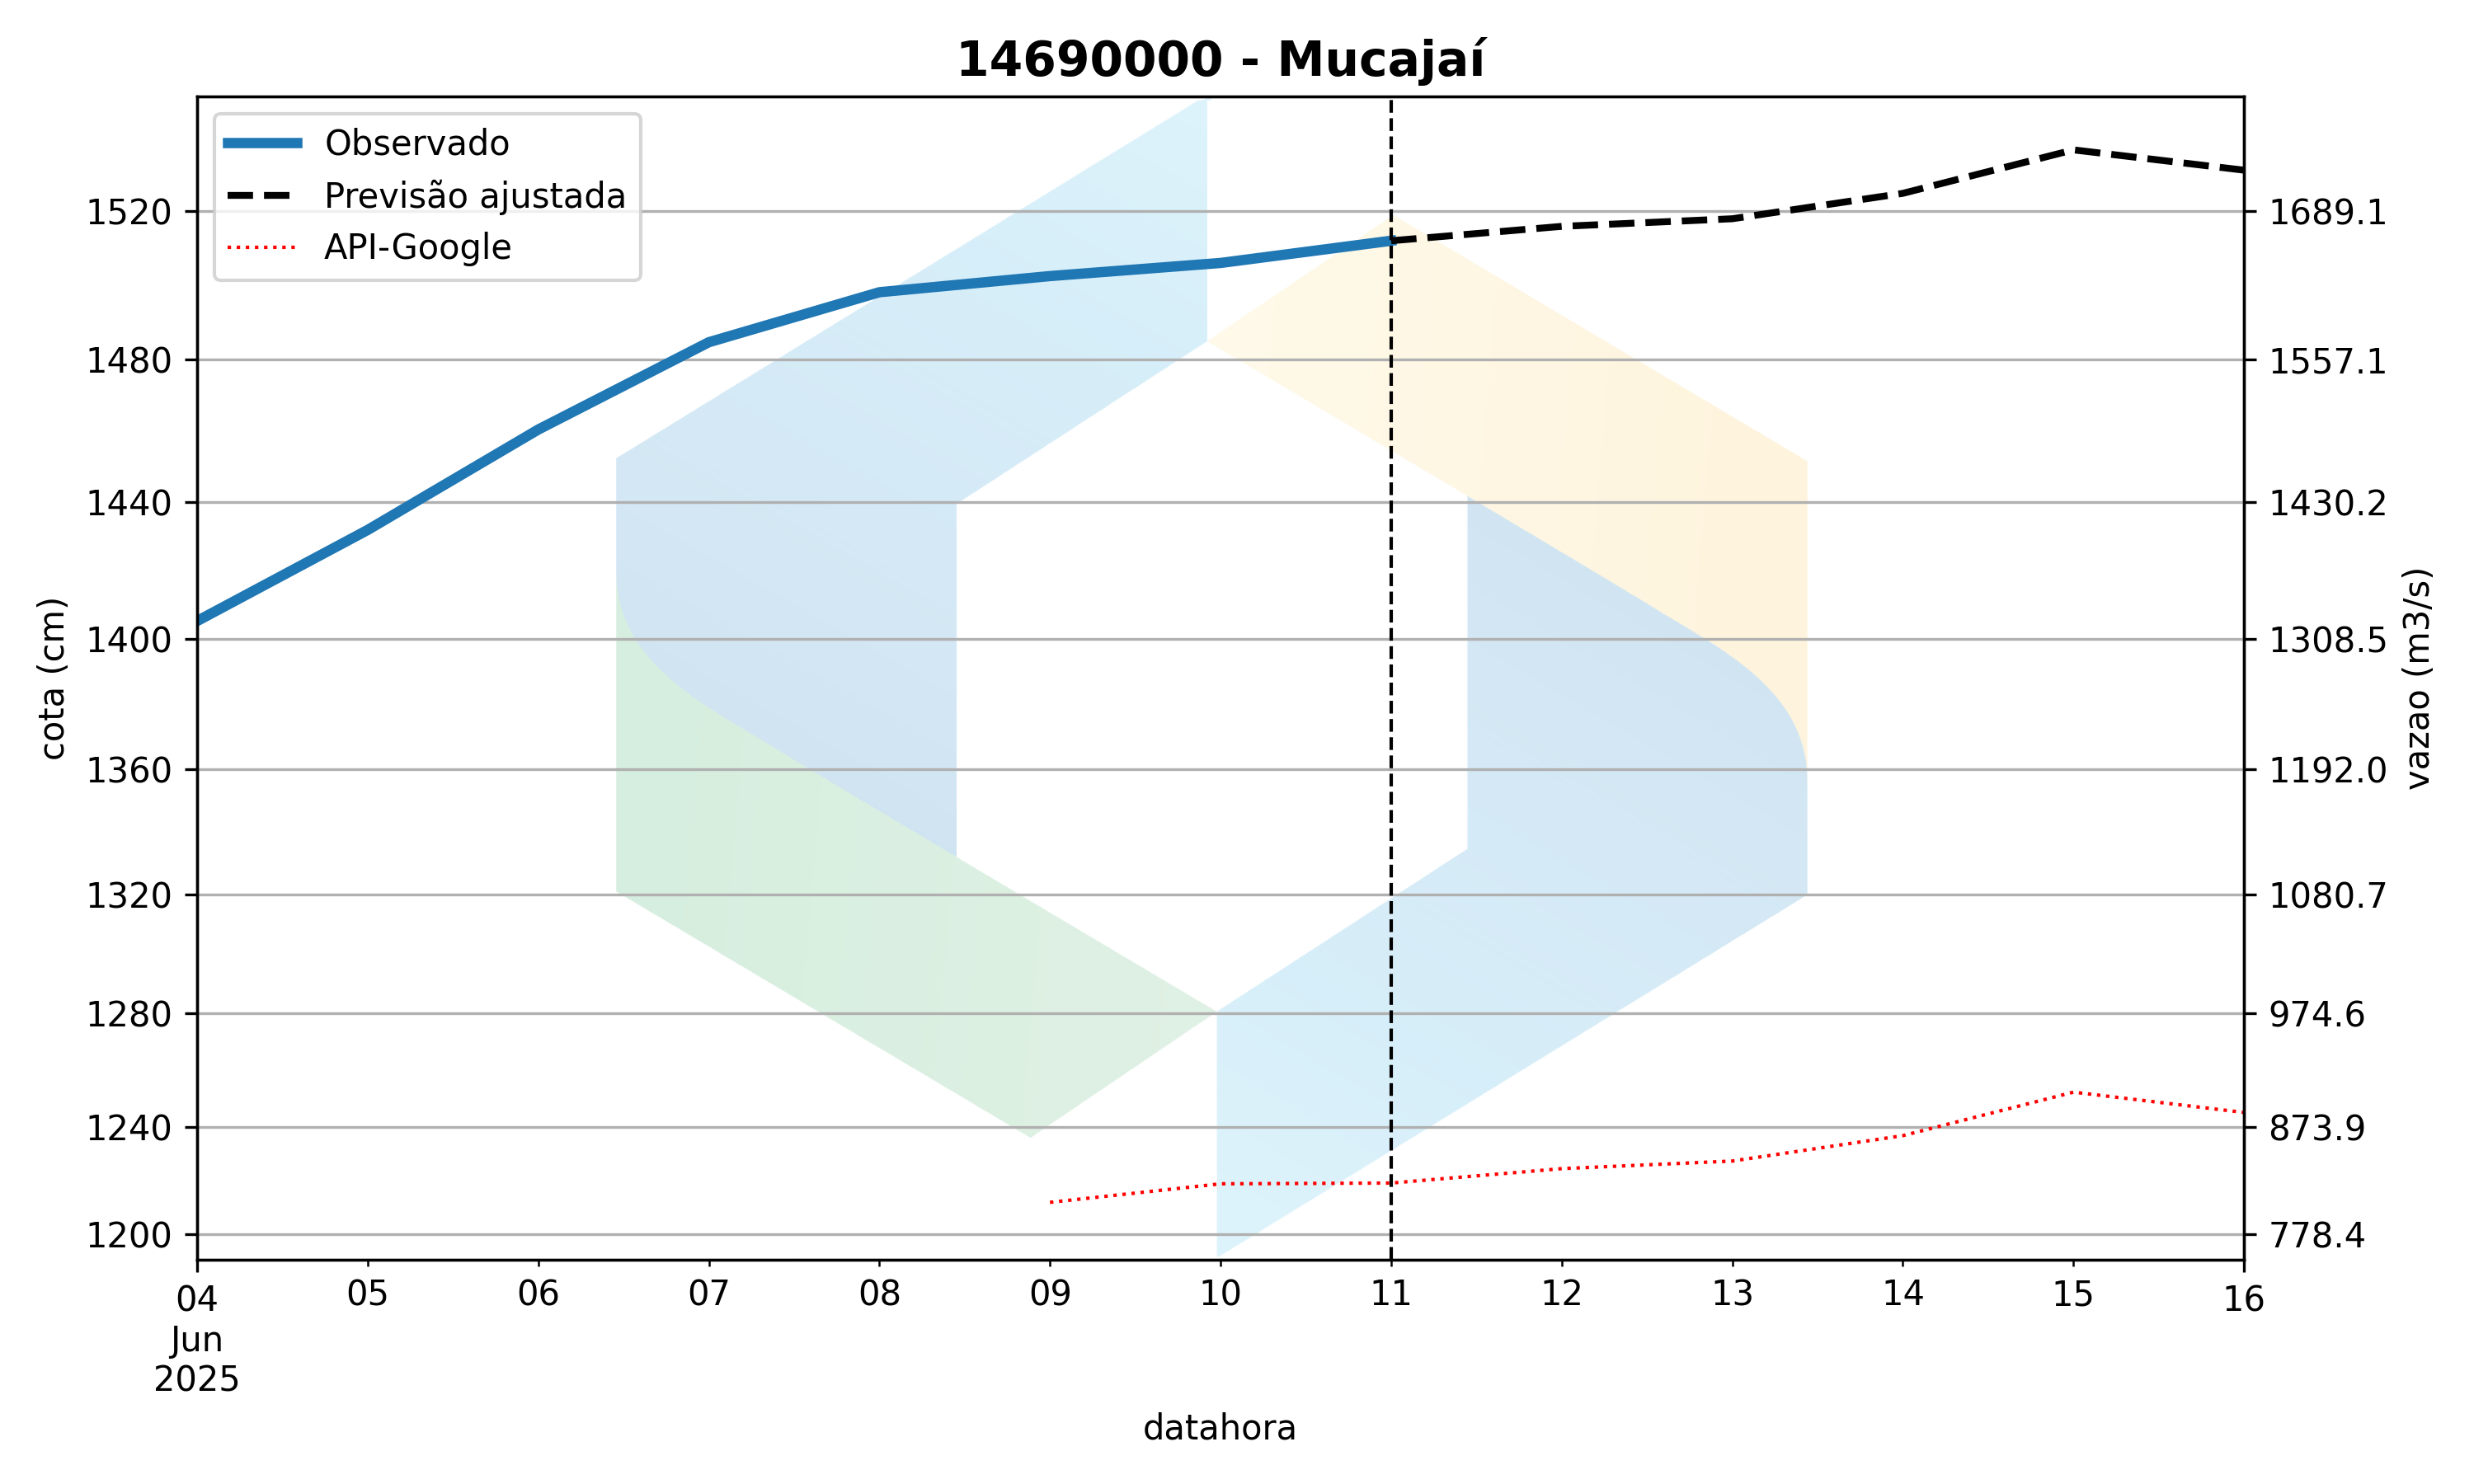 14690000 - Mucajaí
Observado
Previsão ajustada
API-Google
cota (cm)
1520
1480
1440
1400
1360
1320
1280
1240
1200
1689.1
1557.1
1430.2
1308.5
1192.0
1080.7
974.6
873.9
778.4
vazao (m3/s)
04 05 06 07 08 09 10 11 12 13 14 15 16
Jun
2025
datahora